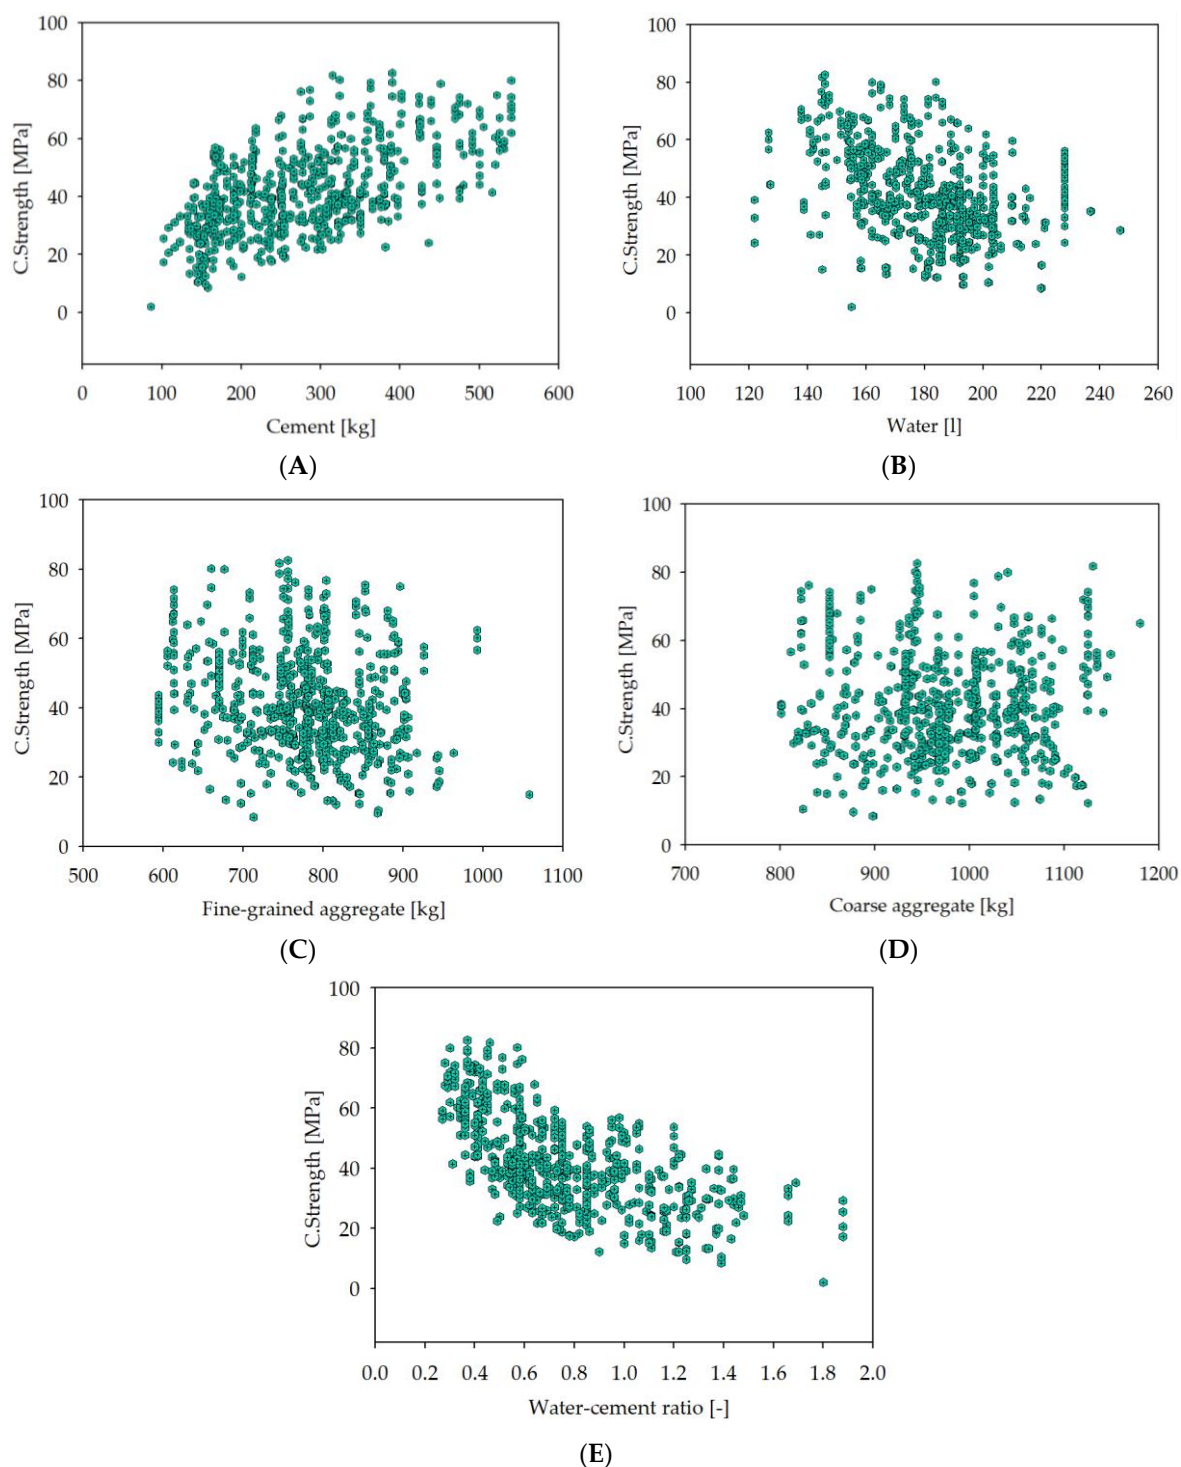 100
80
60
40
20
0
C.Strength [MPa]
0 100 200 300 400 500 600
Cement [kg]
(A)
100
80
60
40
20
0
C.Strength [MPa]
100 120 140 160 180 200 220 240 260
Water [l]
(B)
100
80
60
40
20
0
C.Strength [MPa]
500 600 700 800 900 1000 1100
Fine-grained aggregate [kg]
(C)
100
80
60
40
20
0
C.Strength [MPa]
700 800 900 1000 1100 1200
Coarse aggregate [kg]
(D)
100
80
60
40
20
0
C.Strength [MPa]
0.0 0.2 0.4 0.6 0.8 1.0 1.2 1.4 1.6 1.8 2.0
Water-cement ratio [-]
(E)